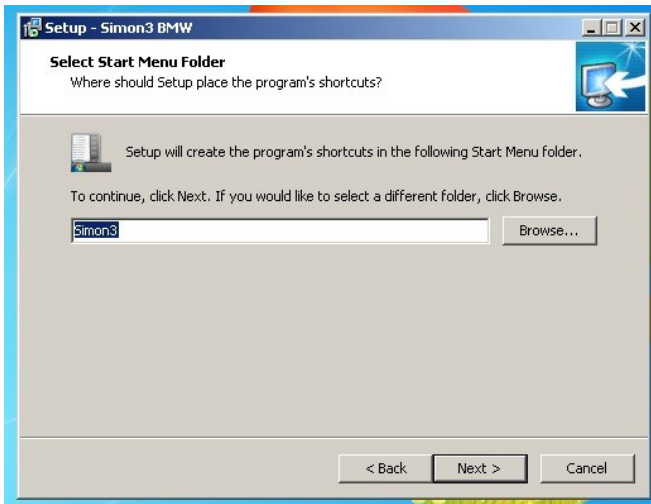 Setup - Simon3 BMW
Select Start Menu Folder
Where should Setup place the program's shortcuts?
Setup will create the program's shortcuts in the following Start Menu folder.
To continue, click Next. If you would like to select a different folder, click Browse.
Simon3
Browse...
< Back
Next >
Cancel